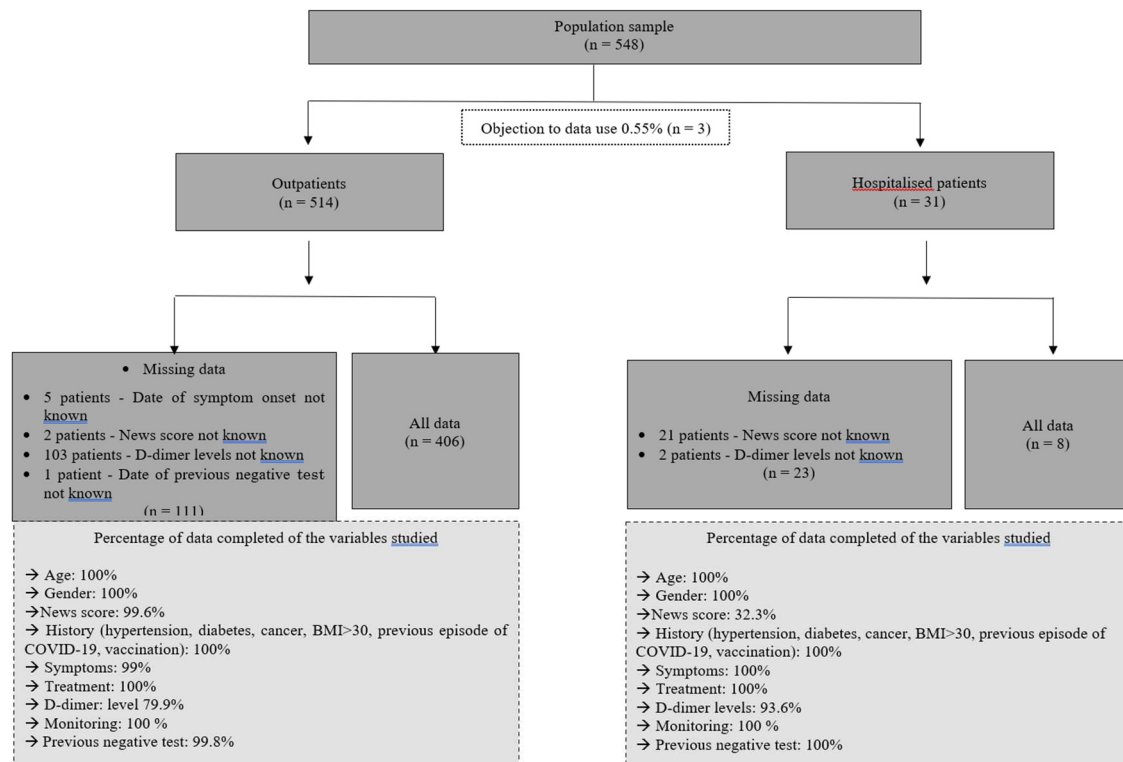 Population sample
(n = 548)
Objection to data use 0.55% (n = 3)
Outpatients
(n = 514)
Hospitalised patients
(n = 31)
• Missing data
• 5 patients - Date of symptom onset not
known
• 2 patients - News score not known
• 103 patients - D-dimer levels not known
• 1 patient - Date of previous negative test
not known
(n = 111)
All data
(n = 406)
Missing data
• 21 patients - News score not known
• 2 patients - D-dimer levels not known
(n = 23)
All data
(n = 8)
Percentage of data completed of the variables studied
→ Age: 100%
→ Gender: 100%
→News score: 99.6%
→ History (hypertension, diabetes, cancer, BMI>30, previous episode of
COVID-19, vaccination): 100%
→ Symptoms: 99%
→ Treatment: 100%
→ D-dimer: level 79.9%
→ Monitoring: 100 %
→ Previous negative test: 99.8%
Percentage of data completed of the variables studied
→ Age: 100%
→ Gender: 100%
→News score: 32.3%
→ History (hypertension, diabetes, cancer, BMI>30, previous episode of
COVID-19, vaccination): 100%
→ Symptoms: 100%
→ Treatment: 100%
→ D-dimer levels: 93.6%
→ Monitoring: 100 %
→ Previous negative test: 100%